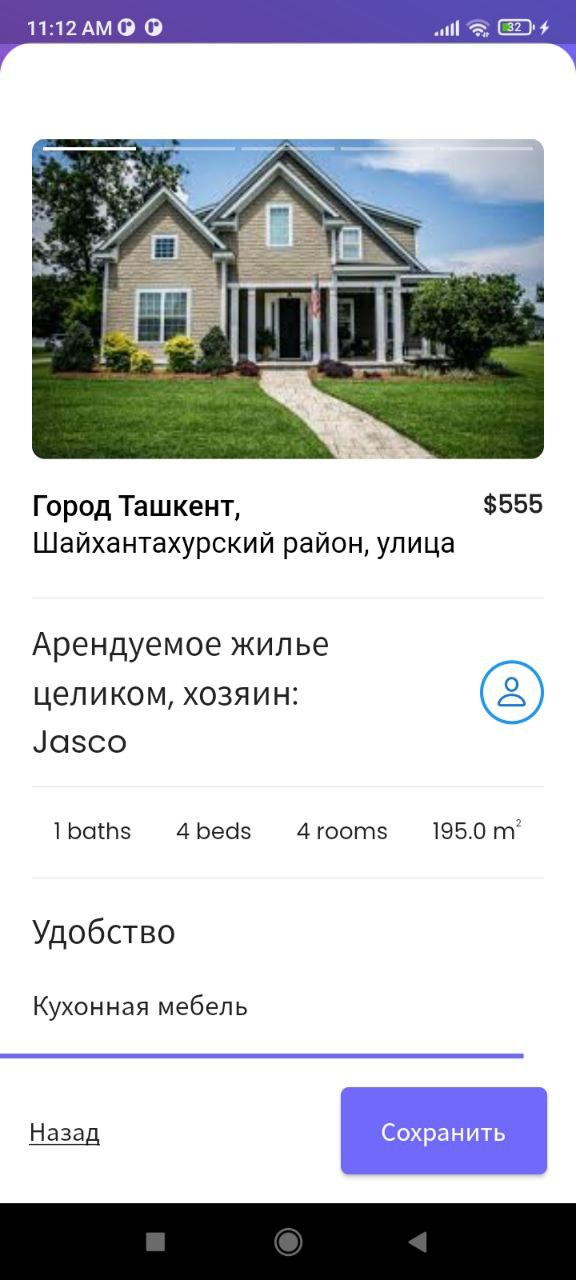 11:12 AM
32
Город Ташкент,
$555
Шайхантахурский район, улица
Арендуемое жилье
целиком, хозяин:
Jasco
1 baths 4 beds 4 rooms 195.0 m²
Удобство
Кухонная мебель
Назад
Сохранить